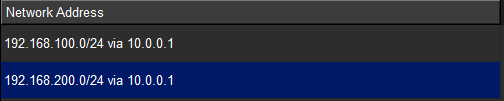 Network Address
192.168.100.0/24 via 10.0.0.1
192.168.200.0/24 via 10.0.0.1